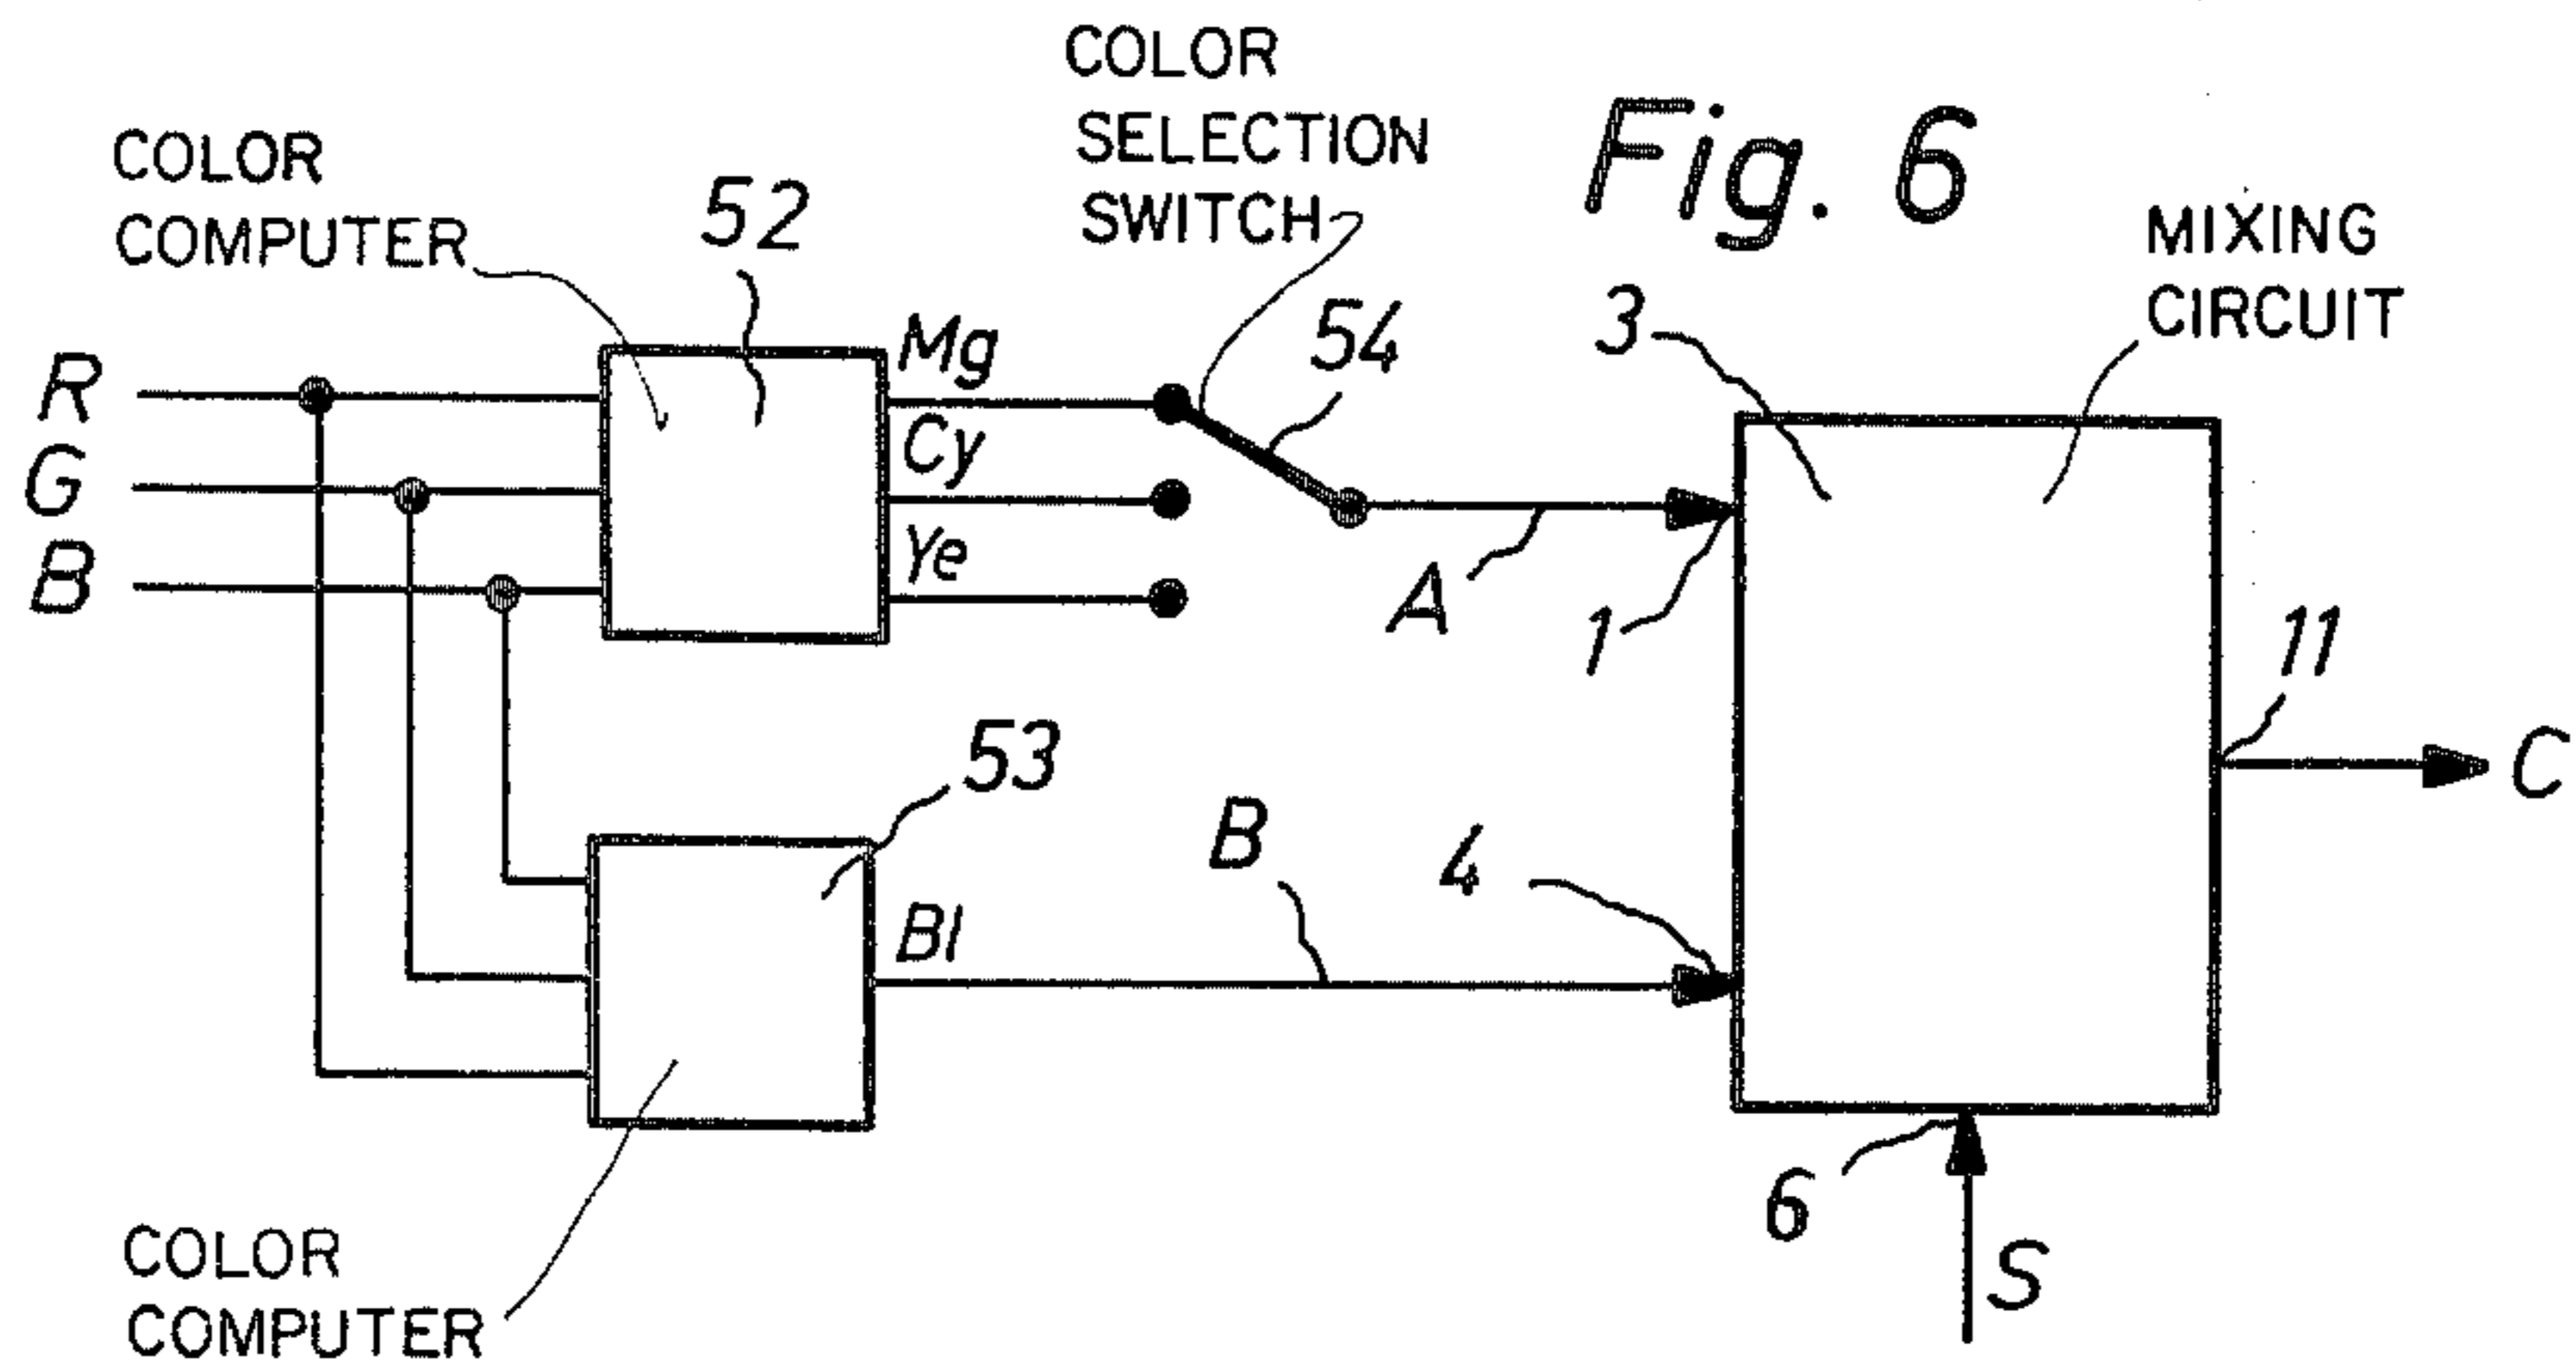 COLOR
SELECTION
SWITCH
Fig. 6
COLOR
COMPUTER
52
MIXING
CIRCUIT
R
G
B
Mg
Cy
Ye
54
3
A
1
11
C
53
Bl
B
4
6
S
COLOR
COMPUTER